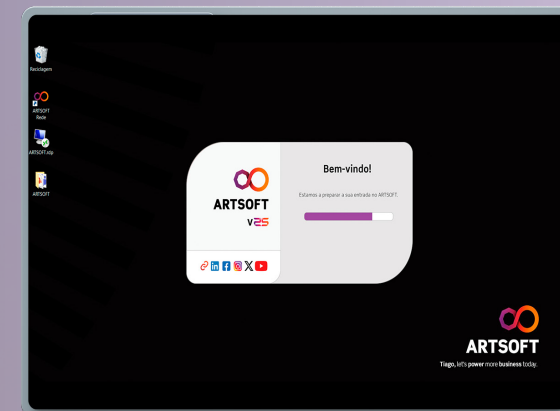 Reciclagem
ARTSOFT
Rede
ARTSOFT.rdp
ARTSOFT
Bem-vindo!
Estamos a preparar a sua entrada no ARTSOFT.
ARTSOFT
V25
ARTSOFT
Tiago, let's power more business today.